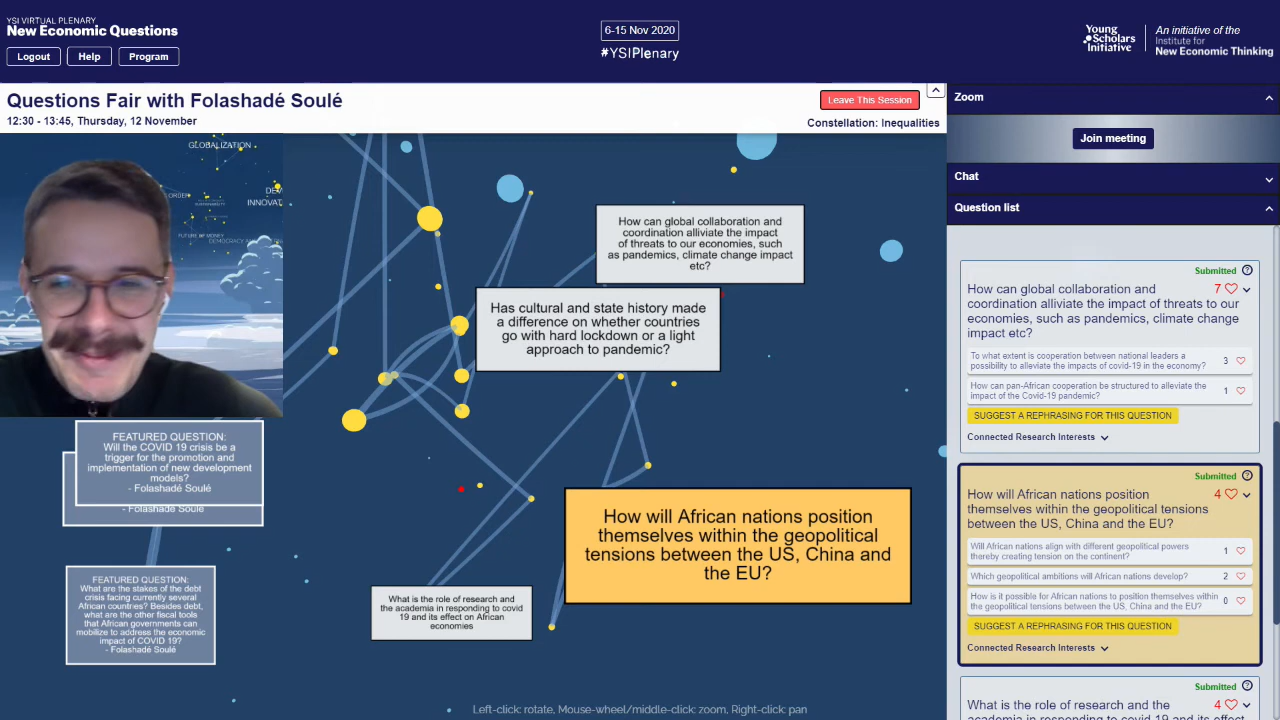 YSI VIRTUAL PLENARY
New Economic Questions
Logout
Help
Program
6-15 Nov 2020
#YSIPlenary
Young
Scholars
Initiative
An initiative of the
Institute for
New Economic Thinking
Questions Fair with Folashadé Soulé
12:30 - 13:45, Thursday, 12 November
Leave This Session
Constellation: Inequalities
GLOBALIZATION
ORDER
DEV
INNOVAT
FUTURE OF MONEY
How can global collaboration and
coordination alliviate the impact
of threats to our economies, such
as pandemics, climate change impact
etc?
Has cultural and state history made
a difference on whether countries
go with hard lockdown or a light
approach to pandemic?
FEATURED QUESTION:
Will the COVID 19 crisis be a
trigger for the promotion and
implementation of new development
models?
- Folashadé Soulé
- Folashadé Soulé
How will African nations position
themselves within the geopolitical
tensions between the US, China and
the EU?
FEATURED QUESTION:
What are the stakes of the debt
crisis facing currently several
African countries? Besides debt,
what are the other fiscal tools
that African governments can
mobilize to address the economic
impact of COVID 19?
- Folashadé Soulé
What is the role of research and
the academia in responding to covid
19 and its effect on African
economies
Left-click: rotate, Mouse-wheel/middle-click: zoom, Right-click: pan
Zoom
Join meeting
Chat
Question list
Submitted
How can global collaboration and 7
coordination alliviate the impact of threats to our
economies, such as pandemics, climate change
impact etc?
To what extent is cooperation between national leaders a 3
possibility to alleviate the impacts of covid-19 in the economy?
How can pan-African cooperation be structured to alleviate 1
the impact of the Covid-19 pandemic?
SUGGEST A REPHRASING FOR THIS QUESTION
Connected Research Interests
Submitted
How will African nations position 4
themselves within the geopolitical tensions
between the US, China and the EU?
Will African nations align with different geopolitical powers 1
thereby creating tension on the continent?
Which geopolitical ambitions will African nations develop? 2
How is it possible for African nations to position themselves within 0
the geopolitical tensions between the US, China and the EU?
SUGGEST A REPHRASING FOR THIS QUESTION
Connected Research Interests
Submitted
What is the role of research and the 4
academia in responding to covid 19 and its effect